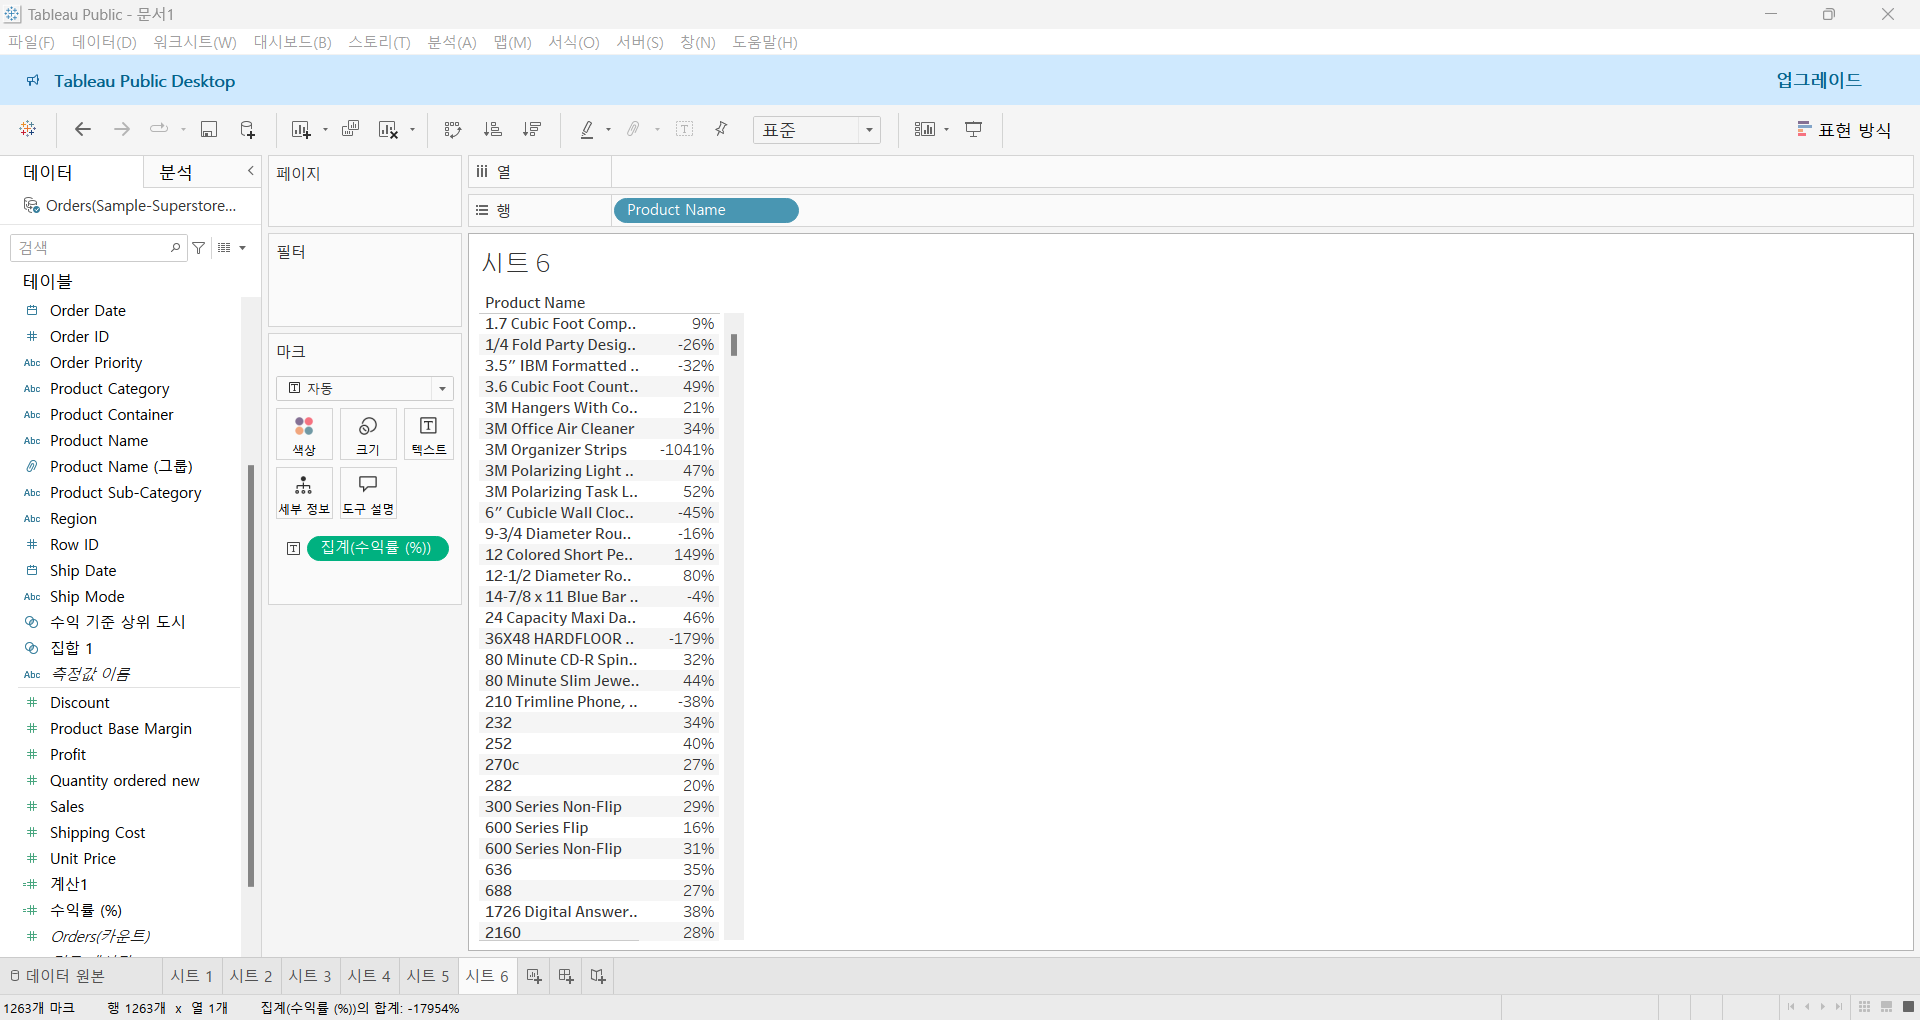 Tableau Public - 문서1
파일(F) 데이터(D) 워크시트(W) 대시보드(B) 스토리(T) 분석(A) 맵(M) 서식(O) 서버(S) 창(N) 도움말(H)
Tableau Public Desktop 업그레이드
표준 표현 방식
데이터 분석
Orders(Sample-Superstore...
검색
테이블
Order Date
Order ID
Order Priority
Product Category
Product Container
Product Name
Product Name (그룹)
Product Sub-Category
Region
Row ID
Ship Date
Ship Mode
수익 기준 상위 도시
집합 1
측정값 이름
Discount
Product Base Margin
Profit
Quantity ordered new
Sales
Shipping Cost
Unit Price
계산1
수익률 (%)
Orders(카운트)
페이지
필터
마크
자동
색상 크기 텍스트
세부 정보 도구 설명
집계(수익률 (%))
열
행 Product Name
시트 6
Product Name
1.7 Cubic Foot Comp.. 9%
1/4 Fold Party Desig.. -26%
3.5” IBM Formatted .. -32%
3.6 Cubic Foot Count.. 49%
3M Hangers With Co.. 21%
3M Office Air Cleaner 34%
3M Organizer Strips -1041%
3M Polarizing Light .. 47%
3M Polarizing Task L.. 52%
6” Cubicle Wall Cloc.. -45%
9-3/4 Diameter Rou.. -16%
12 Colored Short Pe.. 149%
12-1/2 Diameter Ro.. 80%
14-7/8 x 11 Blue Bar .. -4%
24 Capacity Maxi Da.. 46%
36X48 HARDFLOOR .. -179%
80 Minute CD-R Spin.. 32%
80 Minute Slim Jewe.. 44%
210 Trimline Phone, .. -38%
232 34%
252 40%
270c 27%
282 20%
300 Series Non-Flip 29%
600 Series Flip 16%
600 Series Non-Flip 31%
636 35%
688 27%
1726 Digital Answer.. 38%
2160 28%
데이터 원본 시트 1 시트 2 시트 3 시트 4 시트 5 시트 6
1263개 마크 행 1263개 x 열 1개 집계(수익률 (%))의 합계: -17954%